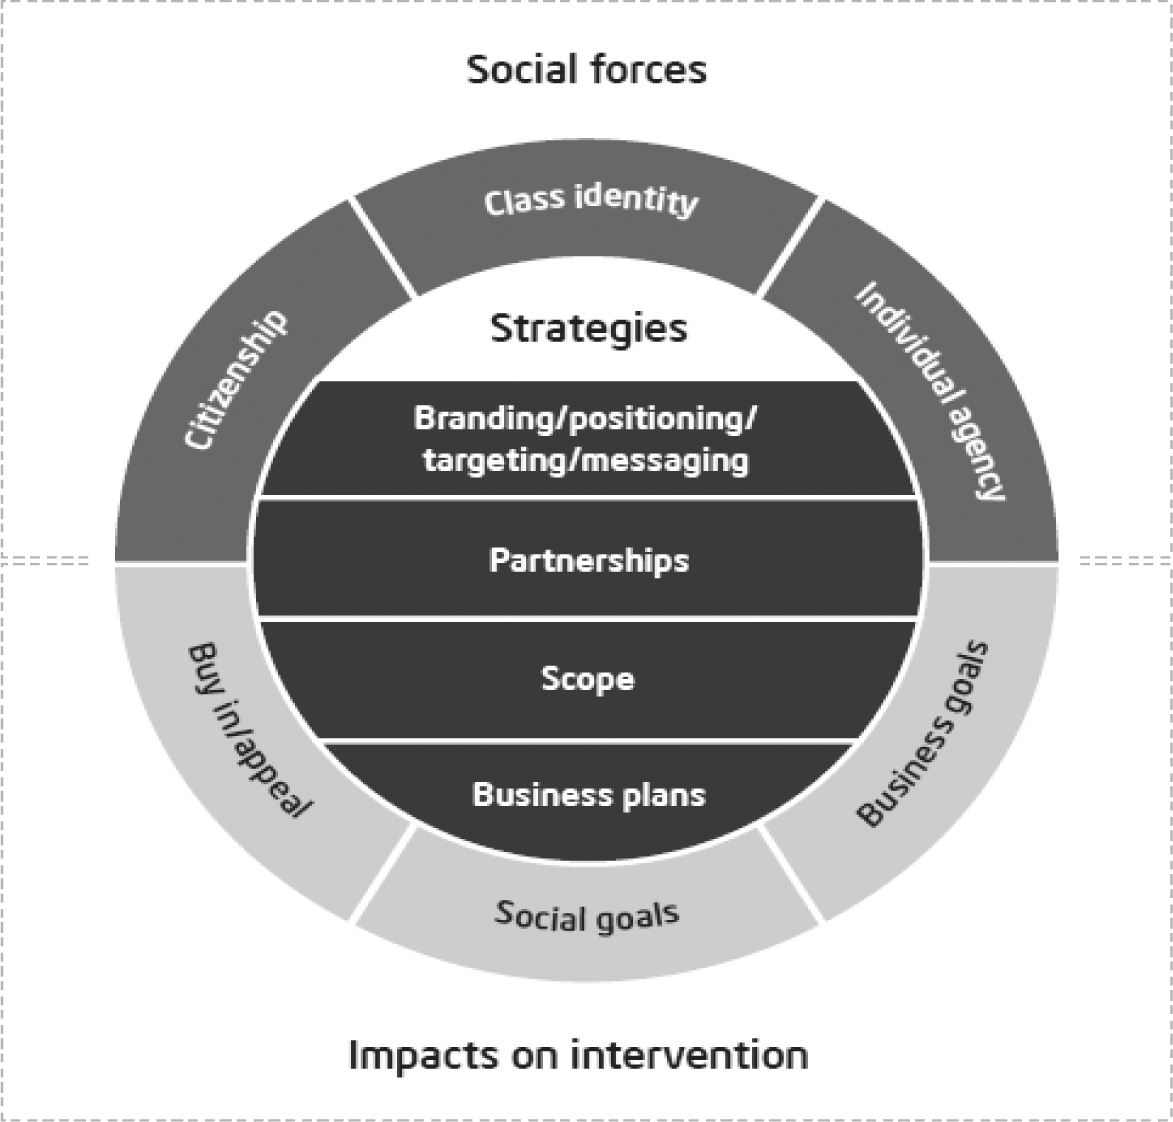 Social forces
Class identity
Citizenship
Individual agency
Strategies
Branding/positioning/
targeting/messaging
Partnerships
Scope
Business plans
Buy in/appeal
Social goals
Business goals
Impacts on intervention